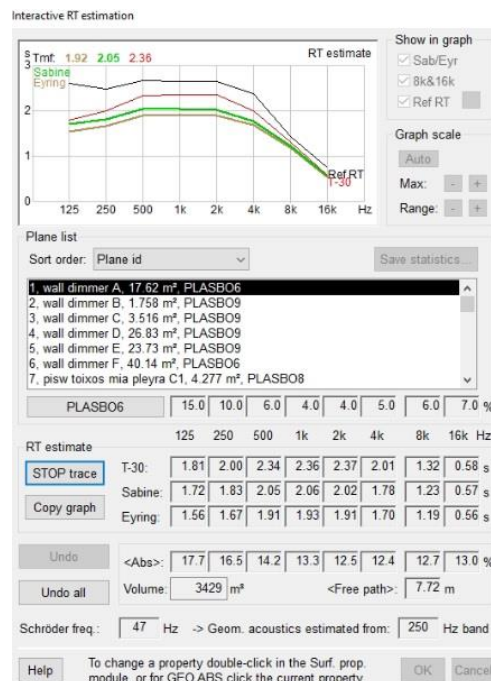 Interactive RT estimation
s Tmf: 1.92 2.05 2.36 RT estimate
3
Sabine
Eyring
2
1
0
Ref RT
T-30
125 250 500 1k 2k 4k 8k 16k Hz
Show in graph
Sab/Eyr
8k&16k
Ref RT
Graph scale
Auto
Max: - +
Range: - +
Plane list
Sort order: Plane id Save statistics...
1, wall dimmer A, 17.62 m², PLASBO6
2, wall dimmer B, 1.758 m², PLASBO9
3, wall dimmer C, 3.516 m², PLASBO9
4, wall dimmer D, 26.83 m², PLASBO9
5, wall dimmer E, 23.73 m², PLASBO9
6, wall dimmer F, 40.14 m², PLASBO6
7, pisw toixos mia pleyra C1, 4.277 m², PLASBO8
PLASBO6 15.0 10.0 6.0 4.0 4.0 5.0 6.0 7.0 %
RT estimate
125 250 500 1k 2k 4k 8k 16k Hz
STOP trace
T-30: 1.81 2.00 2.34 2.36 2.37 2.01 1.32 0.58 s
Sabine: 1.72 1.83 2.05 2.06 2.02 1.78 1.23 0.57 s
Copy graph
Eyring: 1.56 1.67 1.91 1.93 1.91 1.70 1.19 0.56 s
Undo <Abs>: 17.7 16.5 14.2 13.3 12.5 12.4 12.7 13.0 %
Undo all Volume: 3429 m³ <Free path>: 7.72 m
Schröder freq.: 47 Hz -> Geom. acoustics estimated from: 250 Hz band
Help To change a property double-click in the Surf. prop. OK Cancel
module, or for GEO ABS click the current property.